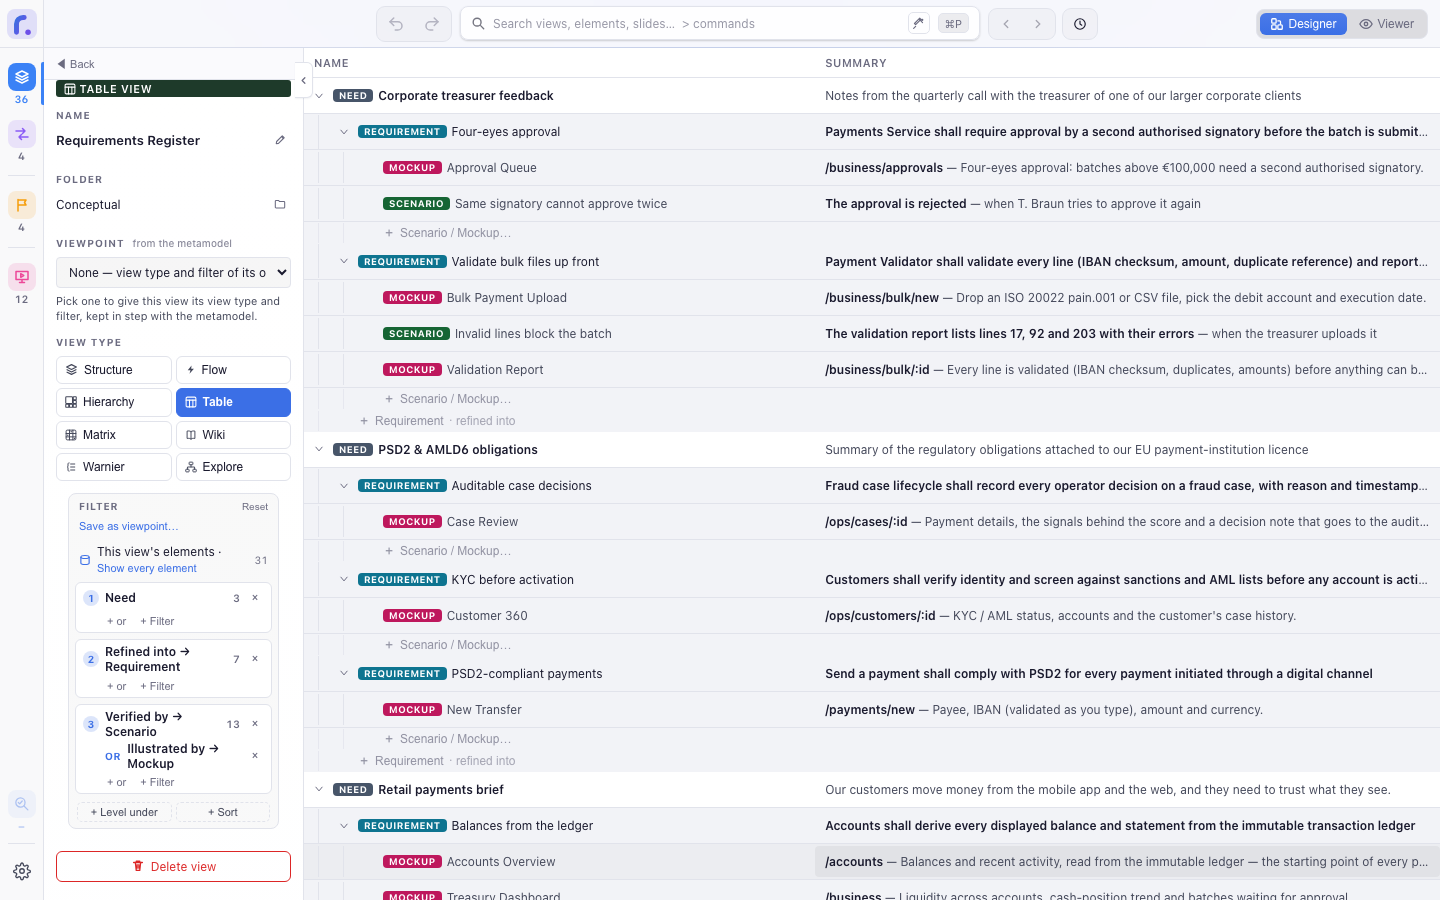 Search views, elements, slides... > commands
⌘P
Designer
Viewer
36
4
4
12
–
Back
TABLE VIEW
NAME
Requirements Register
FOLDER
Conceptual
VIEWPOINT from the metamodel
None — view type and filter of its o
Pick one to give this view its view type and
filter, kept in step with the metamodel.
VIEW TYPE
Structure
Flow
Hierarchy
Table
Matrix
Wiki
Warnier
Explore
FILTER
Reset
Save as viewpoint...
This view's elements ·
Show every element
31
1 Need 3 ×
+ or + Filter
2 Refined into → Requirement 7 ×
+ or + Filter
3 Verified by → Scenario 13 ×
OR Illustrated by → Mockup ×
+ or + Filter
+ Level under
+ Sort
Delete view
NAME SUMMARY
NEED Corporate treasurer feedback Notes from the quarterly call with the treasurer of one of our larger corporate clients
REQUIREMENT Four-eyes approval Payments Service shall require approval by a second authorised signatory before the batch is submit...
MOCKUP Approval Queue /business/approvals — Four-eyes approval: batches above €100,000 need a second authorised signatory.
SCENARIO Same signatory cannot approve twice The approval is rejected — when T. Braun tries to approve it again
+ Scenario / Mockup...
REQUIREMENT Validate bulk files up front Payment Validator shall validate every line (IBAN checksum, amount, duplicate reference) and report...
MOCKUP Bulk Payment Upload /business/bulk/new — Drop an ISO 20022 pain.001 or CSV file, pick the debit account and execution date.
SCENARIO Invalid lines block the batch The validation report lists lines 17, 92 and 203 with their errors — when the treasurer uploads it
MOCKUP Validation Report /business/bulk/:id — Every line is validated (IBAN checksum, duplicates, amounts) before anything can b...
+ Scenario / Mockup...
+ Requirement · refined into
NEED PSD2 & AMLD6 obligations Summary of the regulatory obligations attached to our EU payment-institution licence
REQUIREMENT Auditable case decisions Fraud case lifecycle shall record every operator decision on a fraud case, with reason and timestamp...
MOCKUP Case Review /ops/cases/:id — Payment details, the signals behind the score and a decision note that goes to the audit...
+ Scenario / Mockup...
REQUIREMENT KYC before activation Customers shall verify identity and screen against sanctions and AML lists before any account is acti...
MOCKUP Customer 360 /ops/customers/:id — KYC / AML status, accounts and the customer's case history.
+ Scenario / Mockup...
REQUIREMENT PSD2-compliant payments Send a payment shall comply with PSD2 for every payment initiated through a digital channel
MOCKUP New Transfer /payments/new — Payee, IBAN (validated as you type), amount and currency.
+ Scenario / Mockup...
+ Requirement · refined into
NEED Retail payments brief Our customers move money from the mobile app and the web, and they need to trust what they see.
REQUIREMENT Balances from the ledger Accounts shall derive every displayed balance and statement from the immutable transaction ledger
MOCKUP Accounts Overview /accounts — Balances and recent activity, read from the immutable ledger — the starting point of every p...
MOCKUP Treasury Dashboard /business — Liquidity across accounts, cash-position trend and batches waiting for approval.